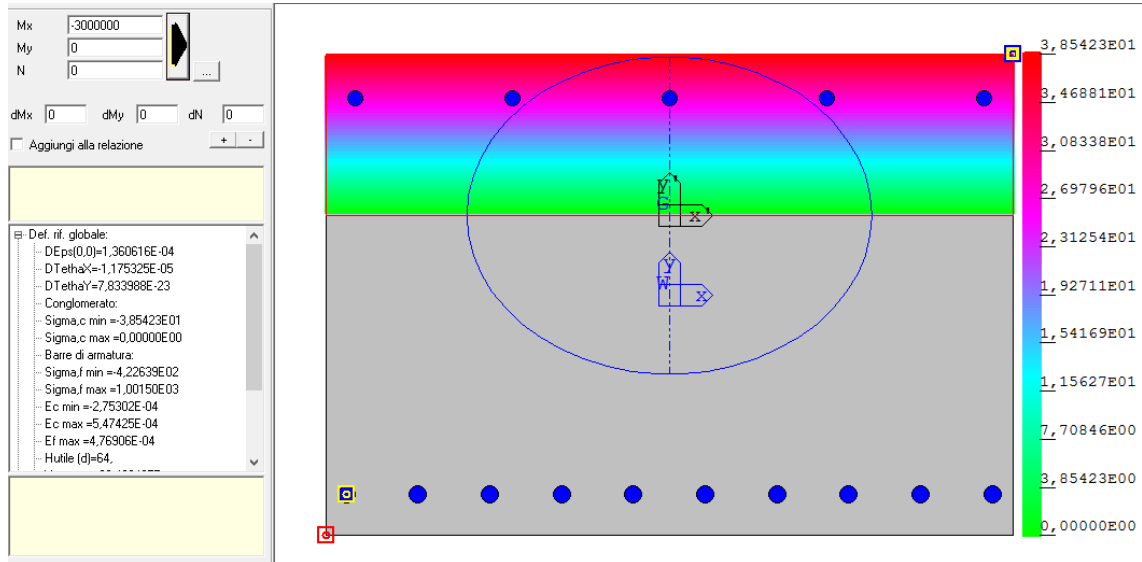 Mx -3000000
My 0
N 0
...
dMx 0 dMy 0 dN 0
+ -
Aggiungi alla relazione
Def. rif. globale:
DEps(0,0)=1,360616E-04
DTethaX=-1,175325E-05
DTethaY=7,833988E-23
Conglomerato:
Sigma,c min =-3,85423E01
Sigma,c max =0,00000E00
Barre di armatura:
Sigma,f min =-4,22639E02
Sigma,f max =1,00150E03
Ec min =-2,75302E-04
Ec max =5,47425E-04
Ef max =4,76906E-04
Hutile (d)=64,
y'
G
x'
y
W
x
3,85423E01
3,46881E01
3,08338E01
2,69796E01
2,31254E01
1,92711E01
1,54169E01
1,15627E01
7,70846E00
3,85423E00
0,00000E00